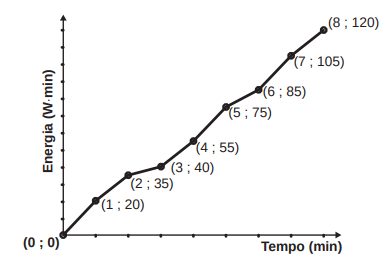 Energia (W·min)
(8 ; 120)
(7 ; 105)
(6 ; 85)
(5 ; 75)
(4 ; 55)
(3 ; 40)
(2 ; 35)
(1 ; 20)
(0 ; 0)
Tempo (min)